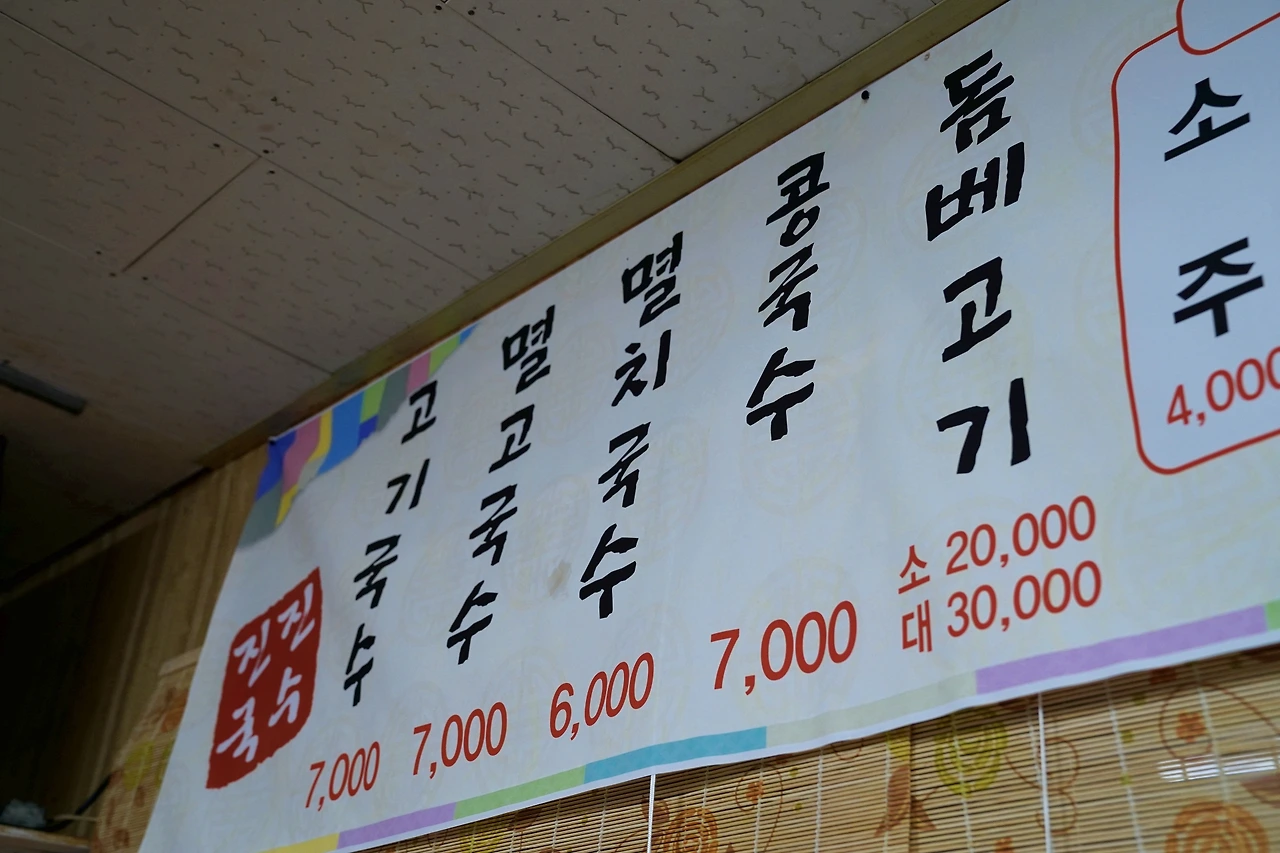 진진
국수
고기국수
7,000
멸고국수
7,000
멸치국수
6,000
콩국수
7,000
돔베고기
소 20,000
대 30,000
소주
4,000